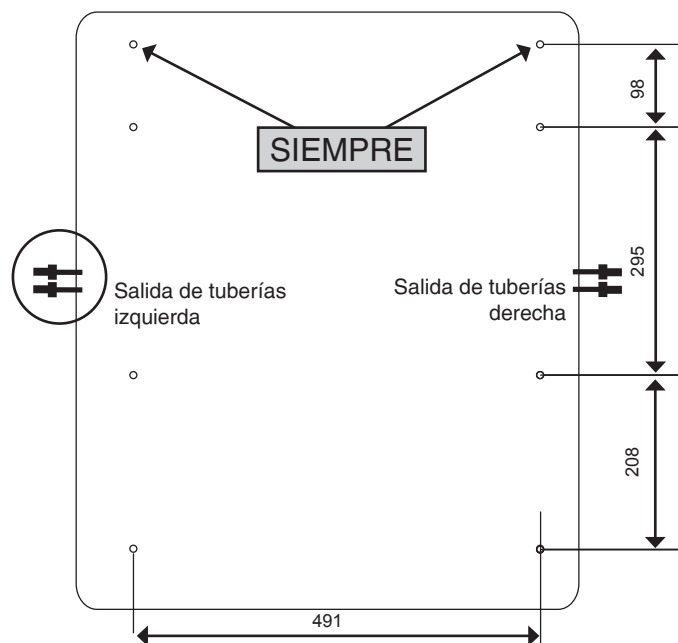 98
SIEMPRE
295
Salida de tuberías
izquierda
Salida de tuberías
derecha
208
491